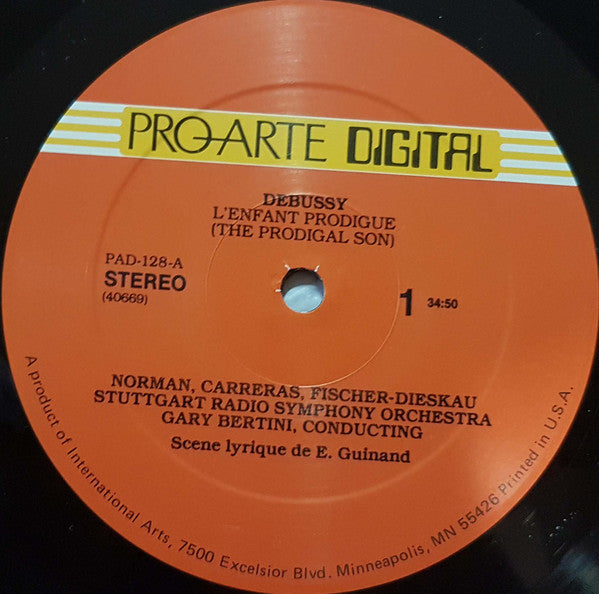 PRO-ARTE DIGITAL
DEBUSSY
L'ENFANT PRODIGUE
(THE PRODIGAL SON)
PAD-128-A
STEREO
(40669)
1 34:50
NORMAN, CARRERAS, FISCHER-DIESKAU
STUTTGART RADIO SYMPHONY ORCHESTRA
GARY BERTINI, CONDUCTING
Scene lyrique de E. Guinand
A product of International Arts, 7500 Excelsior Blvd. Minneapolis, MN 55426 Printed in U.S.A.